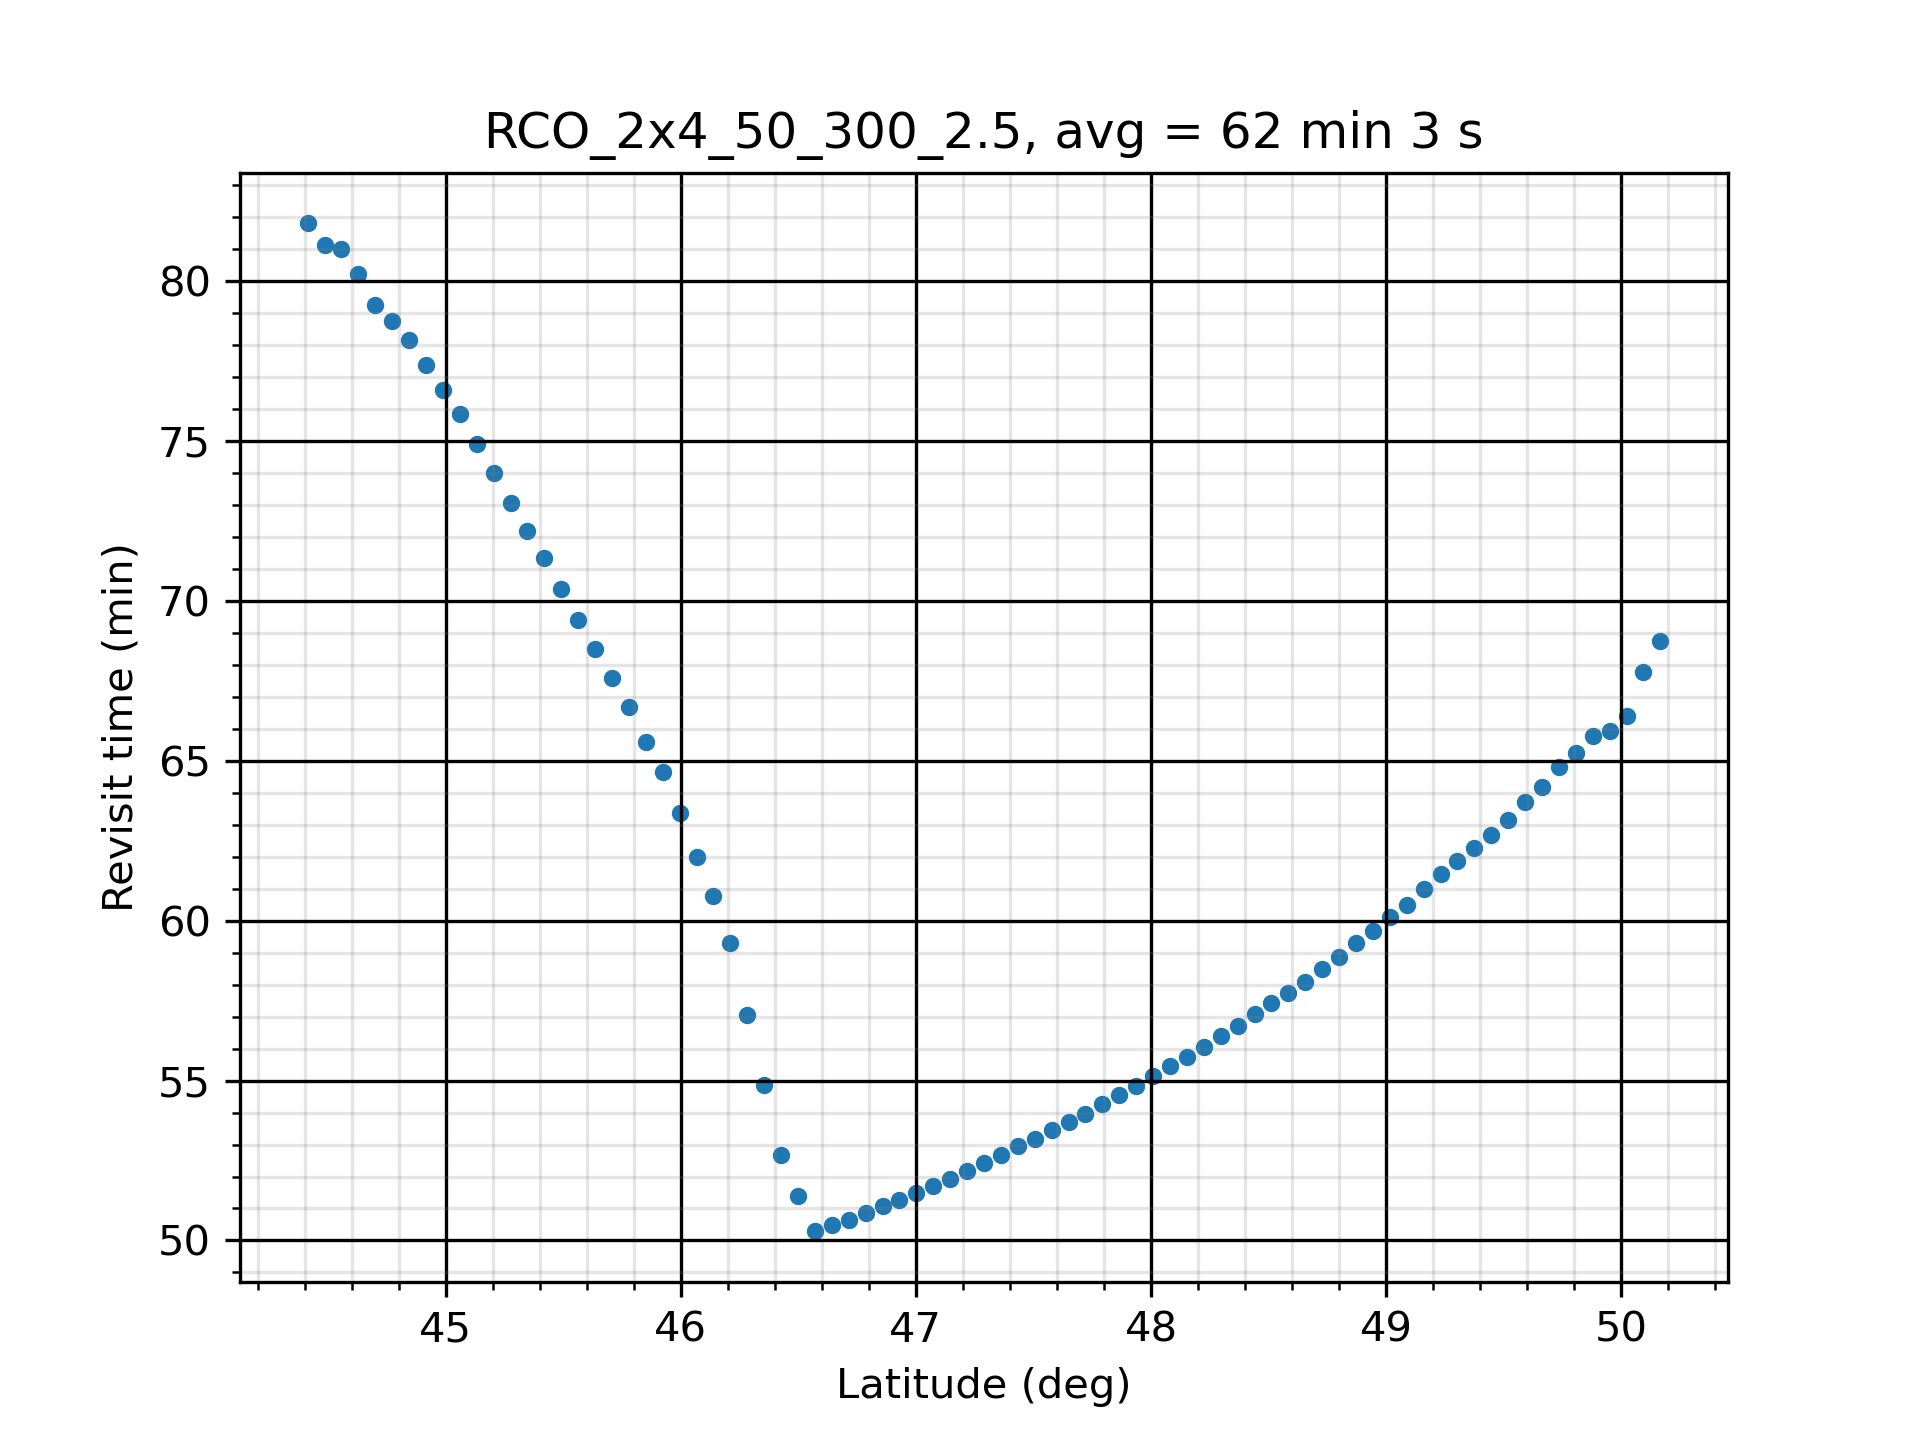 RCO_2x4_50_300_2.5, avg = 62 min 3 s
Revisit time (min)
80
75
70
65
60
55
50
45 46 47 48 49 50
Latitude (deg)